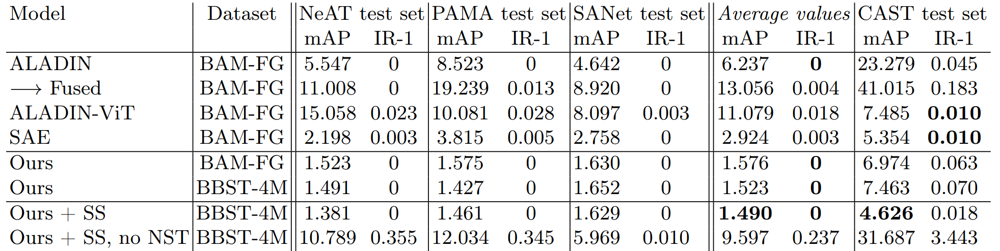 Model Dataset NeAT test set PAMA test set SANet test set Average values CAST test set
mAP IR-1 mAP IR-1 mAP IR-1 mAP IR-1 mAP IR-1
ALADIN BAM-FG 5.547 0 8.523 0 4.642 0 6.237 0 23.279 0.045
⟶ Fused BAM-FG 11.008 0 19.239 0.013 8.920 0 13.056 0.004 41.015 0.183
ALADIN-ViT BAM-FG 15.058 0.023 10.081 0.028 8.097 0.003 11.079 0.018 7.485 0.010
SAE BAM-FG 2.198 0.003 3.815 0.005 2.758 0 2.924 0.003 5.354 0.010
Ours BAM-FG 1.523 0 1.575 0 1.630 0 1.576 0 6.974 0.063
Ours BBST-4M 1.491 0 1.427 0 1.652 0 1.523 0 7.463 0.070
Ours + SS BBST-4M 1.381 0 1.461 0 1.629 0 1.490 0 4.626 0.018
Ours + SS, no NST BBST-4M 10.789 0.355 12.034 0.345 5.969 0.010 9.597 0.237 31.687 3.443